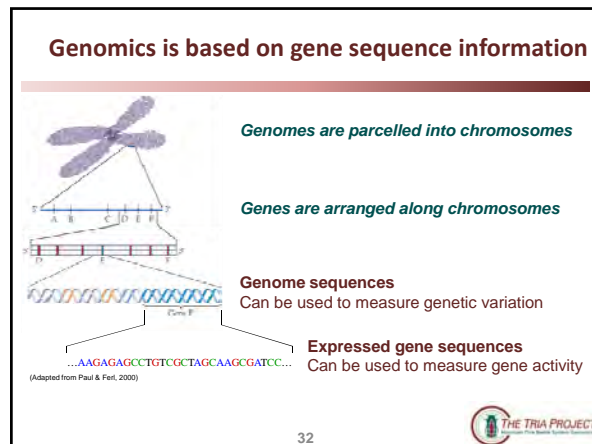 Genomics is based on gene sequence information
Genomes are parcelled into chromosomes
A B C D E F
Genes are arranged along chromosomes
D E F
Genome sequences
Can be used to measure genetic variation
Expressed gene sequences
...AAGAGAGCCTGTCGCTAGCAAGCGATCC...
Can be used to measure gene activity
(Adapted from Paul & Ferl, 2000)
32
THE TRIA PROJECT